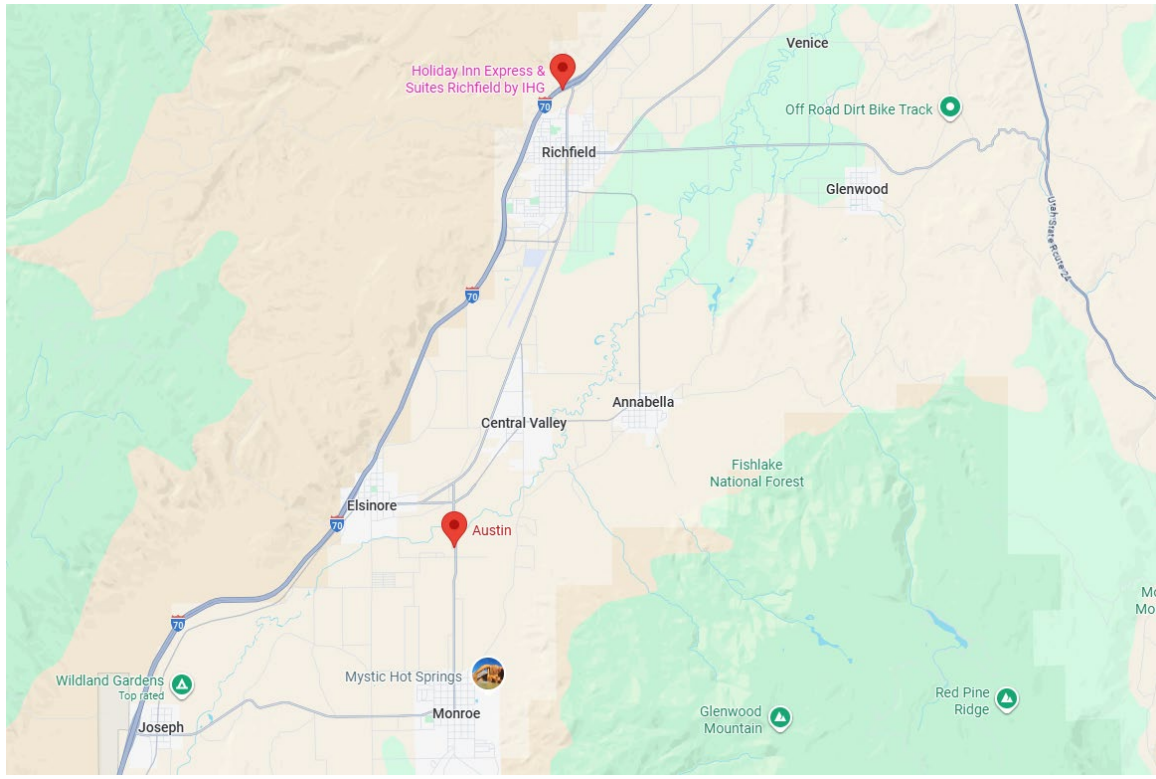 Venice
Holiday Inn Express &
Suites Richfield by IHG
70
Off Road Dirt Bike Track
Richfield
Glenwood
Utah State Route 24
70
Annabella
Central Valley
Fishlake
National Forest
Elsinore
70
Austin
Mo
Mo
70
Mystic Hot Springs
Wildland Gardens
Top rated
Red Pine
Ridge
Glenwood
Mountain
Monroe
Joseph